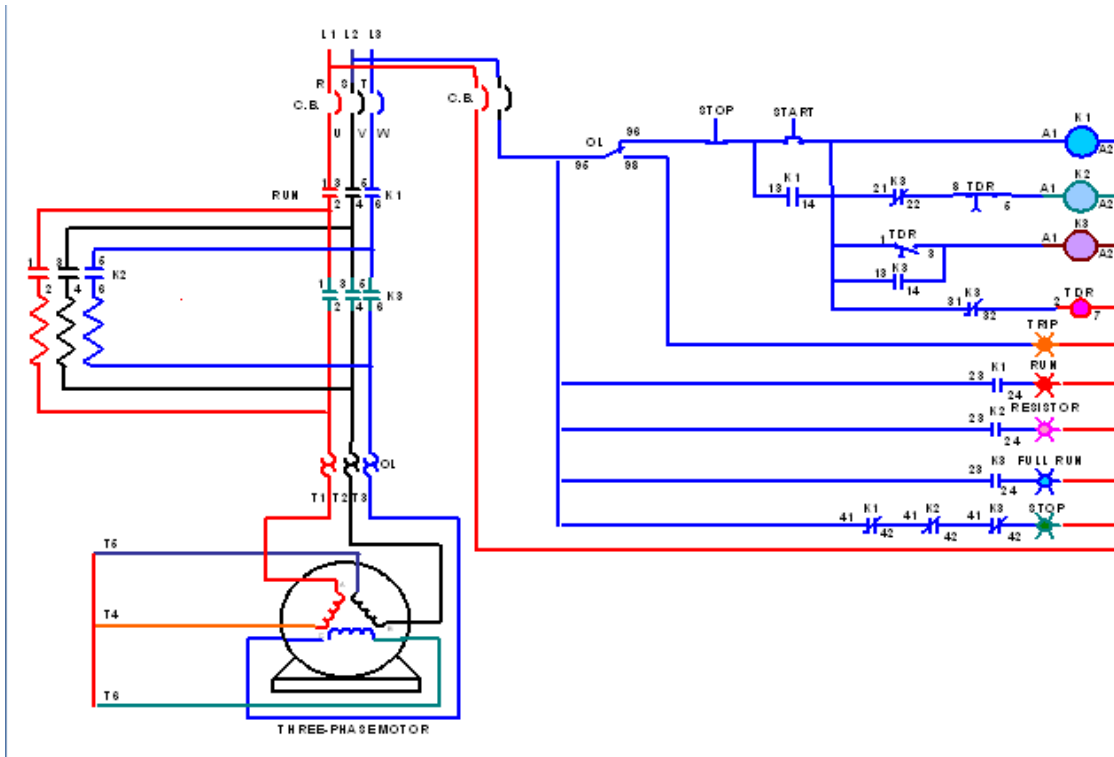 L1 L2 L3
R S T
C.B.
C.B.
U V W
STOP START
OL 96
95 98
K1
A1 A2
K1
13 14
K3
21 22
8 TDR 5
K2
A1 A2
RUN
1 3 5 K1
2 4 6
TDR
1 3
K3
A1 A2
K3
13 14
1 3 5 K2
2 4 6
1 3 5 K3
2 4 6
K3
31 32
TDR
2 7
TRIP
K1
23 24
RUN
K2
23 24
RESISTOR
K3
23 24
FULL RUN
OL
T1 T2 T3
K1 K2 K3
41 42 41 42 41 42
STOP
T5
T4
T6
THREE-PHASE MOTOR